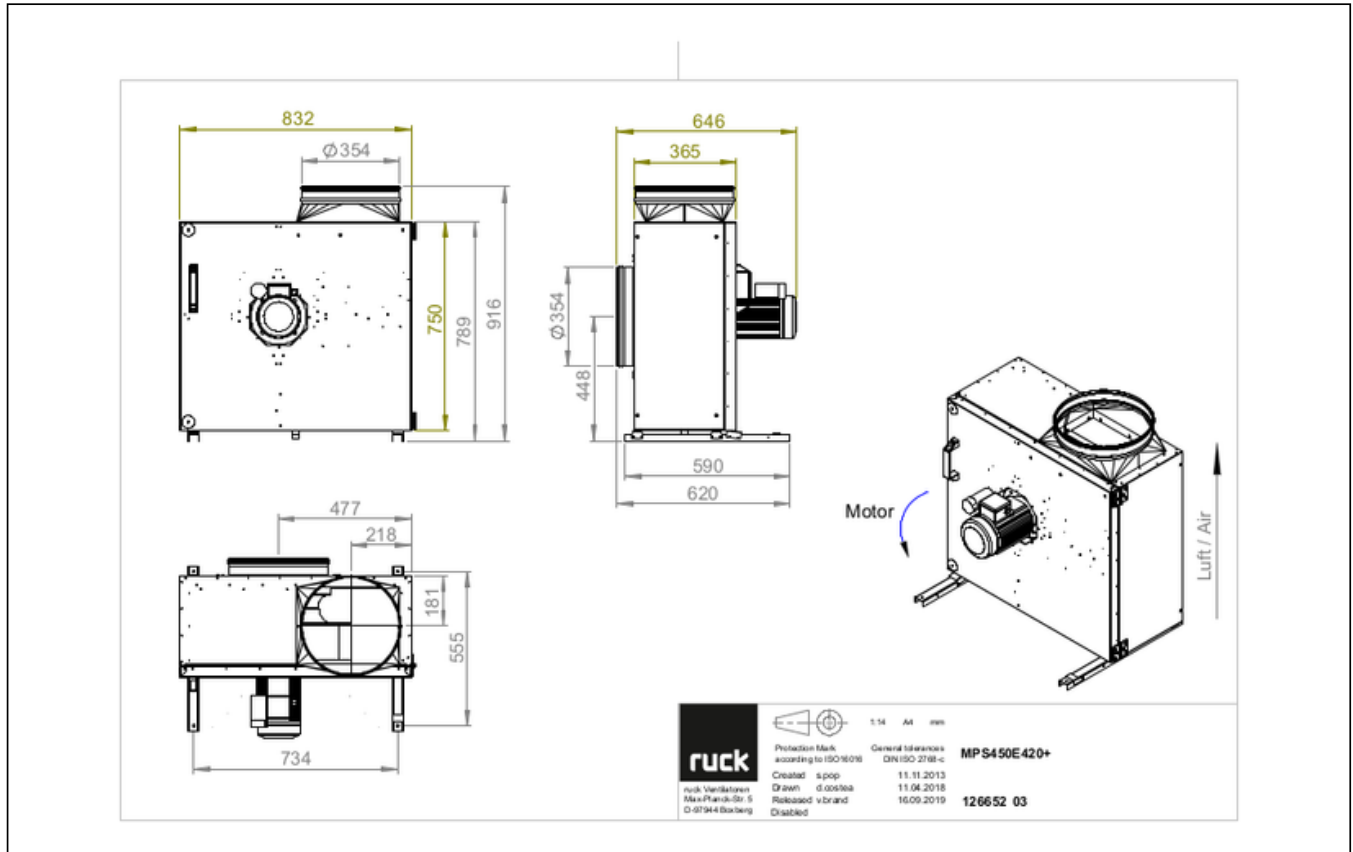 832
Ø354
750
789
916
646
365
Ø354
448
590
620
477
218
181
555
734
Motor
Luft / Air
ruck
ruck Ventilatoren
Max-Planck-Str. 5
D-97944 Boxberg
1:14 A4 mm
Protection Mark
according to ISO16016
General tolerances
DIN ISO 2768-c
Created s.pop 11.11.2013
Drawn d.costea 11.04.2018
Released v.brand 16.09.2019
Disabled
MPS450E420+
126652 03